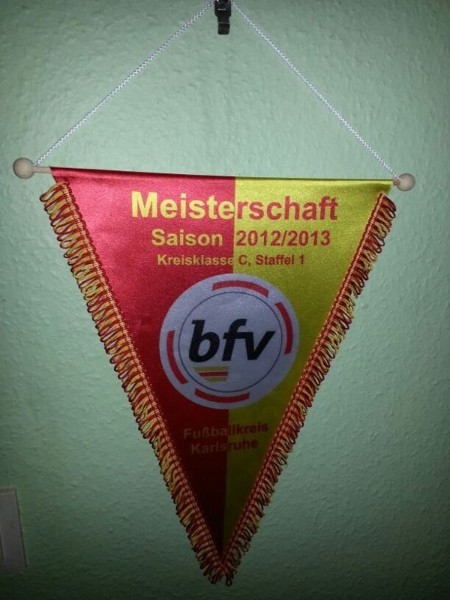 Meisterschaft
Saison 2012/2013
Kreisklasse C, Staffel 1
bfv
Fußballkreis
Karlsruhe